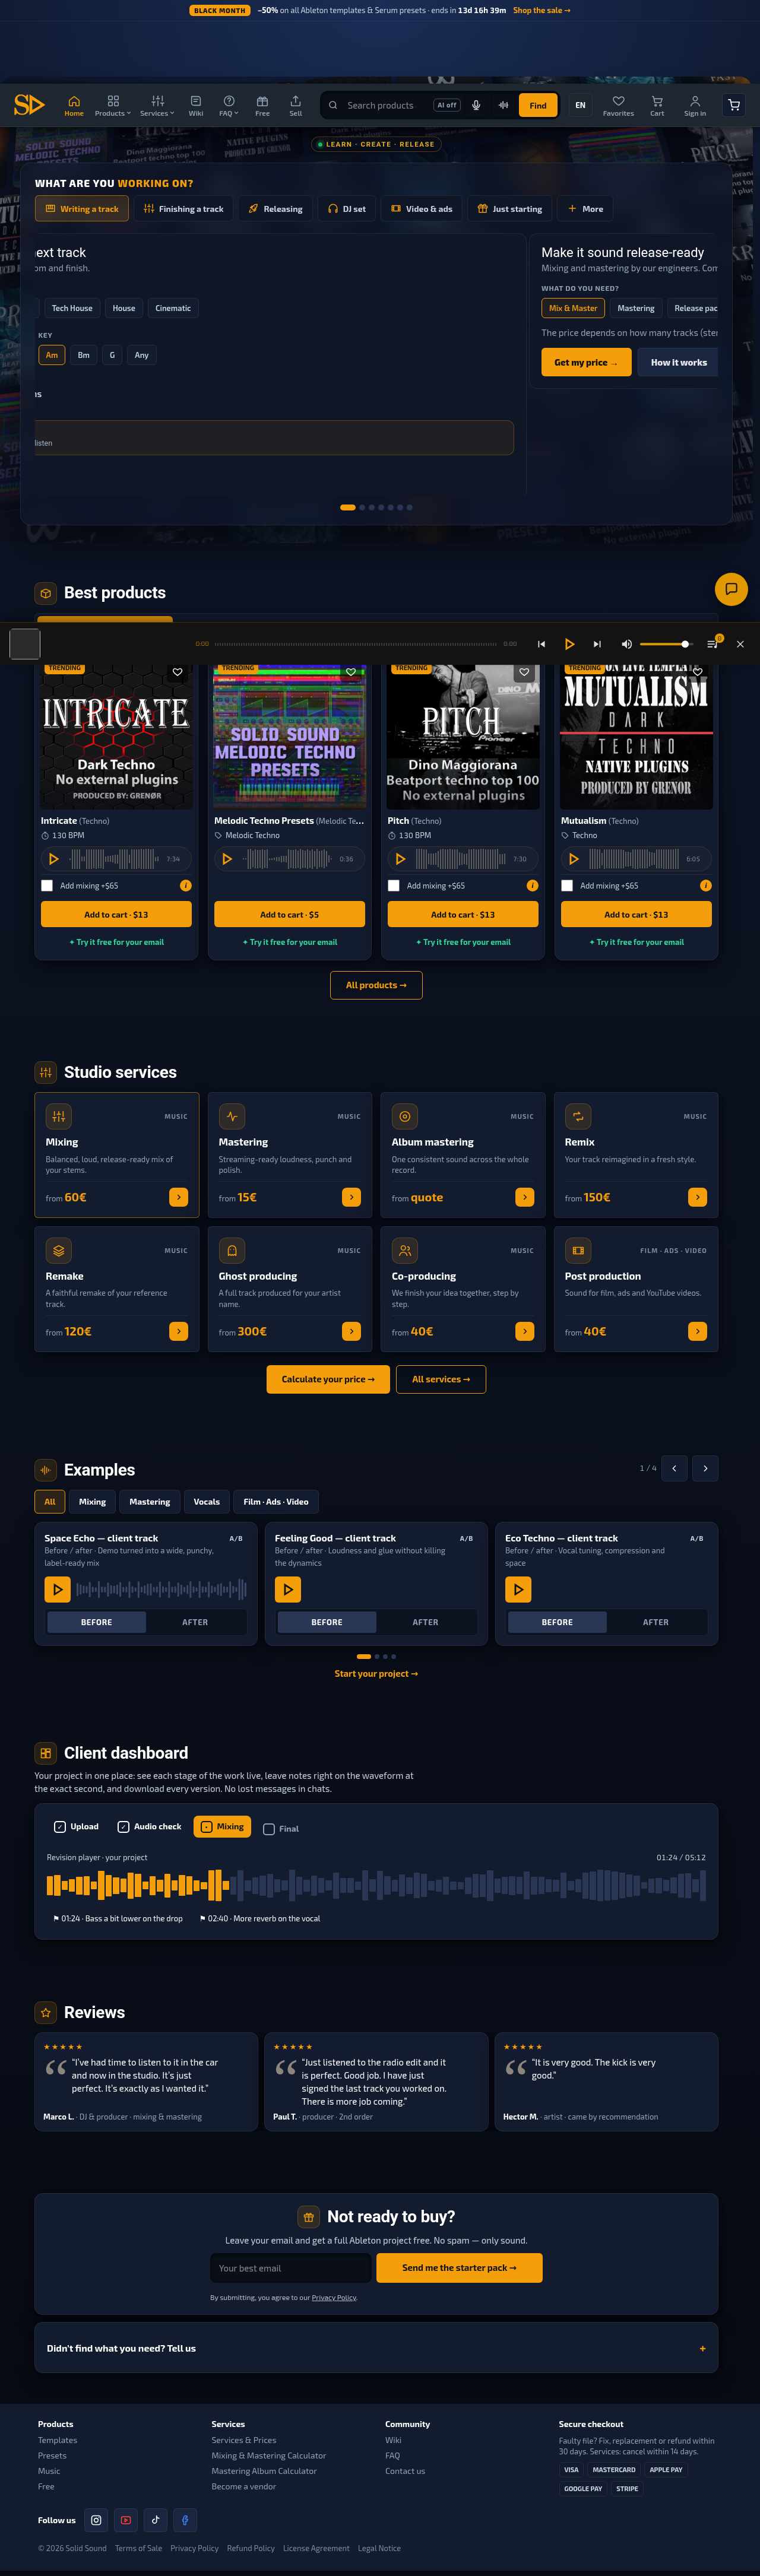 BLACK MONTH −50% on all Ableton templates & Serum presets · ends in 13d 16h 39m Shop the sale →
Home Products Services Wiki FAQ Free Sell Search products AI off Find EN Favorites Cart Sign in
LEARN · CREATE · RELEASE
WHAT ARE YOU WORKING ON?
Writing a track Finishing a track Releasing DJ set Video & ads Just starting More
ext track
om and finish.
Tech House House Cinematic
KEY
Am Bm G Any
listen
Make it sound release-ready
Mixing and mastering by our engineers. Com
WHAT DO YOU NEED?
Mix & Master Mastering Release pac
The price depends on how many tracks (ster
Get my price → How it works
Best products
0:00 0:00 0
TRENDING TRENDING TRENDING TRENDING
INTRICATE
Dark Techno
No external plugins
PRODUCED BY: GRENØR
SOLID SOUND
MELODIC TECHNO
PRESETS
PITCH
Dino Maggiorana
Beatport techno top 100
No external plugins
MUTUALISM
DARK
TECHNO
NATIVE PLUGINS
PRODUCED BY GRENOR
Intricate (Techno) Melodic Techno Presets (Melodic Te... Pitch (Techno) Mutualism (Techno)
130 BPM Melodic Techno 130 BPM Techno
7:34 0:36 7:30 6:05
Add mixing +$65 i Add mixing +$65 i Add mixing +$65 i
Add to cart · $13 Add to cart · $5 Add to cart · $13 Add to cart · $13
✦ Try it free for your email ✦ Try it free for your email ✦ Try it free for your email ✦ Try it free for your email
All products →
Studio services
MUSIC MUSIC MUSIC MUSIC
Mixing Mastering Album mastering Remix
Balanced, loud, release-ready mix of your stems.
Streaming-ready loudness, punch and polish.
One consistent sound across the whole record.
Your track reimagined in a fresh style.
from 60€ from 15€ from quote from 150€
MUSIC MUSIC MUSIC FILM · ADS · VIDEO
Remake Ghost producing Co-producing Post production
A faithful remake of your reference track.
A full track produced for your artist name.
We finish your idea together, step by step.
Sound for film, ads and YouTube videos.
from 120€ from 300€ from 40€ from 40€
Calculate your price → All services →
Examples 1 / 4
All Mixing Mastering Vocals Film · Ads · Video
Space Echo — client track A/B Feeling Good — client track A/B Eco Techno — client track A/B
Before / after · Demo turned into a wide, punchy, label-ready mix
Before / after · Loudness and glue without killing the dynamics
Before / after · Vocal tuning, compression and space
BEFORE AFTER BEFORE AFTER BEFORE AFTER
Start your project →
Client dashboard
Your project in one place: see each stage of the work live, leave notes right on the waveform at
the exact second, and download every version. No lost messages in chats.
Upload Audio check Mixing Final
Revision player · your project 01:24 / 05:12
⚑ 01:24 · Bass a bit lower on the drop ⚑ 02:40 · More reverb on the vocal
Reviews
★★★★★ ★★★★★ ★★★★★
“I’ve had time to listen to it in the car
and now in the studio. It’s just
perfect. It’s exactly as I wanted it.”
Marco L. · DJ & producer · mixing & mastering
“Just listened to the radio edit and it
is perfect. Good job. I have just
signed the last track you worked on.
There is more job coming.”
Paul T. · producer · 2nd order
“It is very good. The kick is very
good.”
Hector M. · artist · came by recommendation
Not ready to buy?
Leave your email and get a full Ableton project free. No spam — only sound.
Your best email Send me the starter pack →
By submitting, you agree to our Privacy Policy.
Didn’t find what you need? Tell us +
Products Services Community Secure checkout
Templates Services & Prices Wiki
Presets Mixing & Mastering Calculator FAQ
Music Mastering Album Calculator Contact us
Free Become a vendor
Faulty file? Fix, replacement or refund within
30 days. Services: cancel within 14 days.
VISA MASTERCARD APPLE PAY
GOOGLE PAY STRIPE
Follow us
© 2026 Solid Sound Terms of Sale Privacy Policy Refund Policy License Agreement Legal Notice